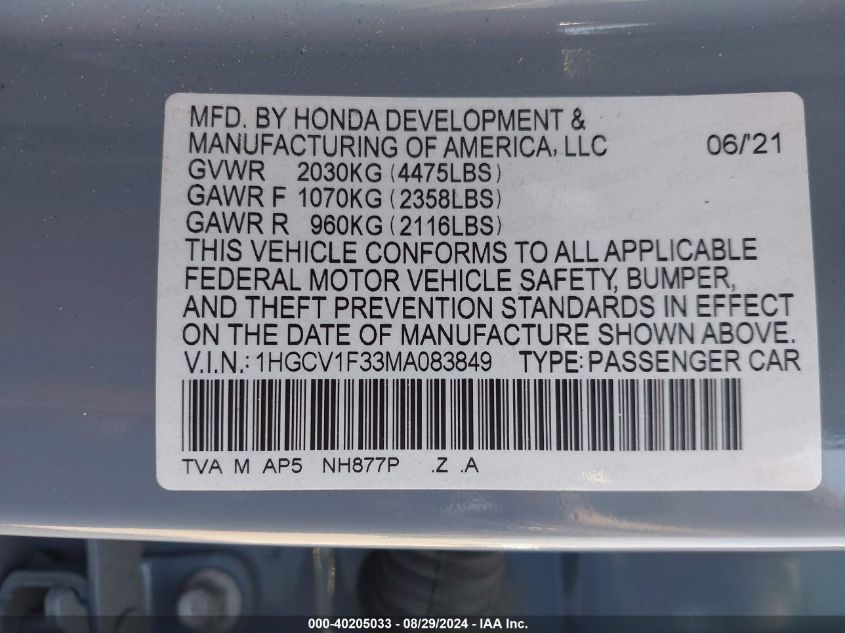 MFD. BY HONDA DEVELOPMENT &
MANUFACTURING OF AMERICA, LLC 06/'21
GVWR 2030KG (4475LBS)
GAWR F 1070KG (2358LBS)
GAWR R 960KG (2116LBS)
THIS VEHICLE CONFORMS TO ALL APPLICABLE
FEDERAL MOTOR VEHICLE SAFETY, BUMPER,
AND THEFT PREVENTION STANDARDS IN EFFECT
ON THE DATE OF MANUFACTURE SHOWN ABOVE.
V.I.N.: 1HGCV1F33MA083849 TYPE: PASSENGER CAR
TVA M AP5 NH877P .Z .A
000-40205033 - 08/29/2024 - IAA Inc.